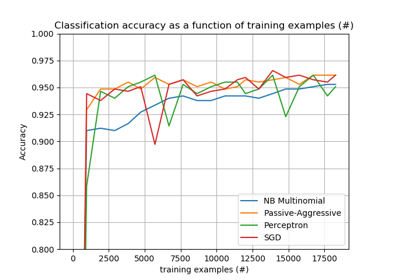 Classification accuracy as a function of training examples (#)
1.000
0.975
0.950
0.925
0.900
0.875
0.850
0.825
0.800
Accuracy
NB Multinomial
Passive-Aggressive
Perceptron
SGD
0 2500 5000 7500 10000 12500 15000 17500
training examples (#)